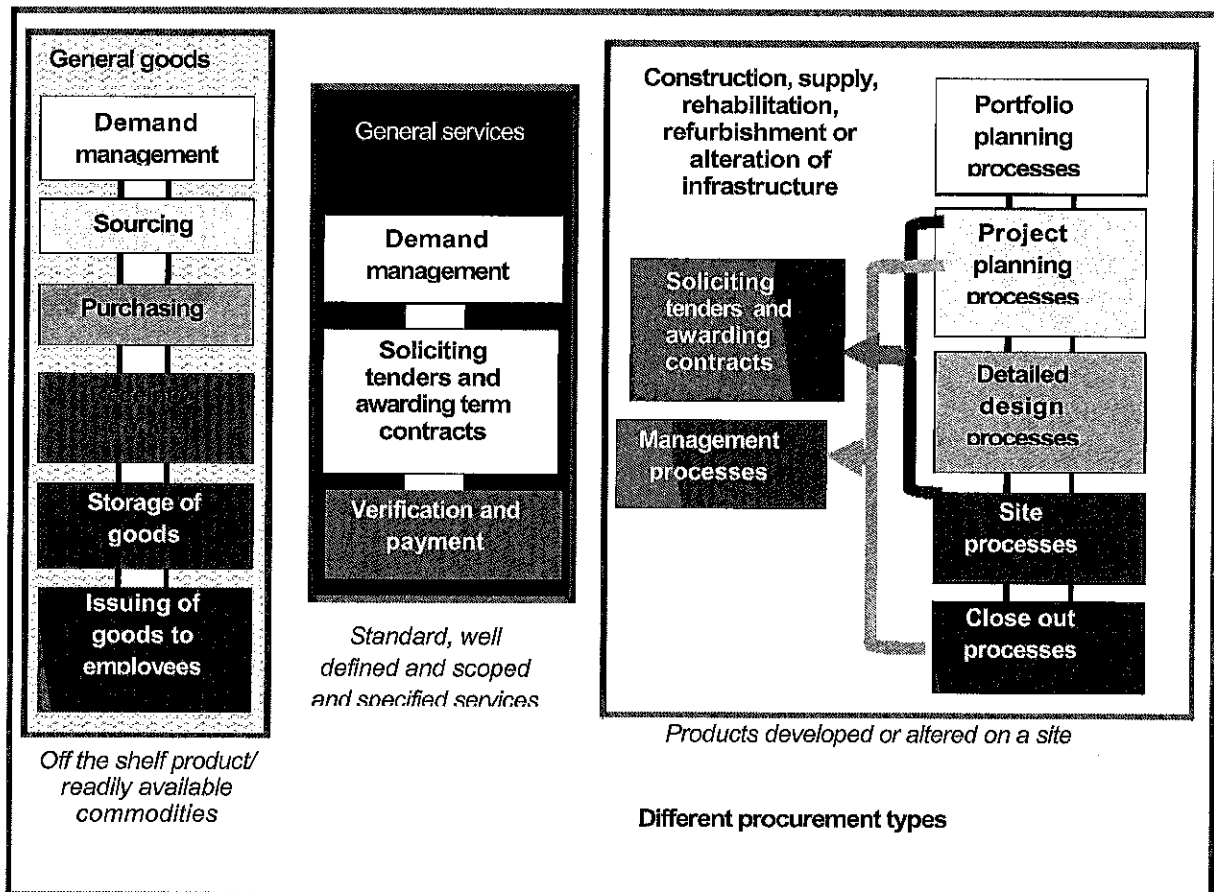 General goods
Demand
management
Sourcing
Purchasing
Storage of
goods
Issuing of
goods to
employees
Off the shelf product/
readily available
commodities
General services
Demand
management
Soliciting
tenders and
awarding term
contracts
Verification and
payment
Standard, well
defined and scoped
and specified services
Construction, supply,
rehabilitation,
refurbishment or
alteration of
infrastructure
Soliciting
tenders and
awarding
contracts
Management
processes
Portfolio
planning
processes
Project
planning
processes
Detailed
design
processes
Site
processes
Close out
processes
Products developed or altered on a site
Different procurement types